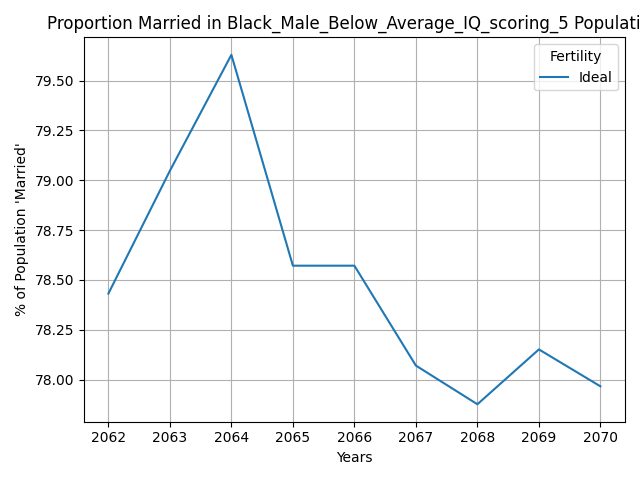 Proportion Married in Black_Male_Below_Average_IQ_scoring_5 Populati
Fertility
Ideal
% of Population 'Married'
79.50
79.25
79.00
78.75
78.50
78.25
78.00
2062 2063 2064 2065 2066 2067 2068 2069 2070
Years